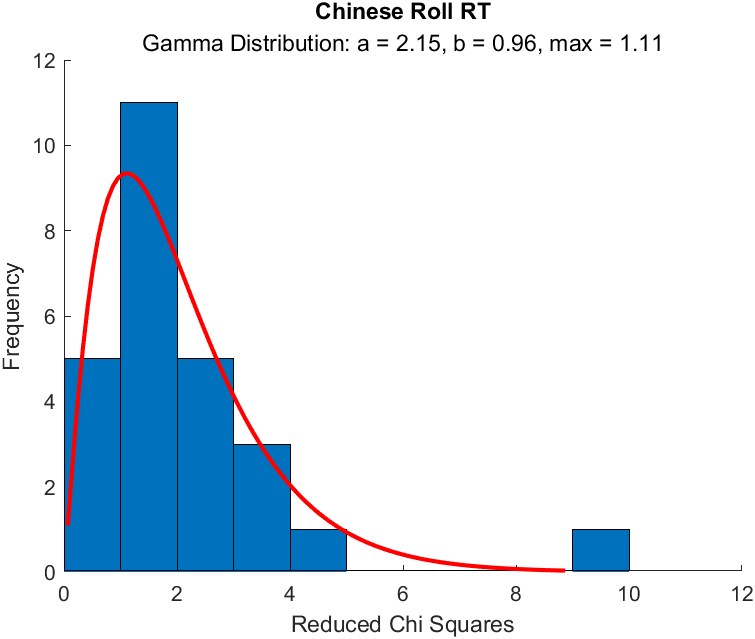 Chinese Roll RT
Gamma Distribution: a = 2.15, b = 0.96, max = 1.11
12
10
8
6
4
2
0
Frequency
0 2 4 6 8 10 12
Reduced Chi Squares